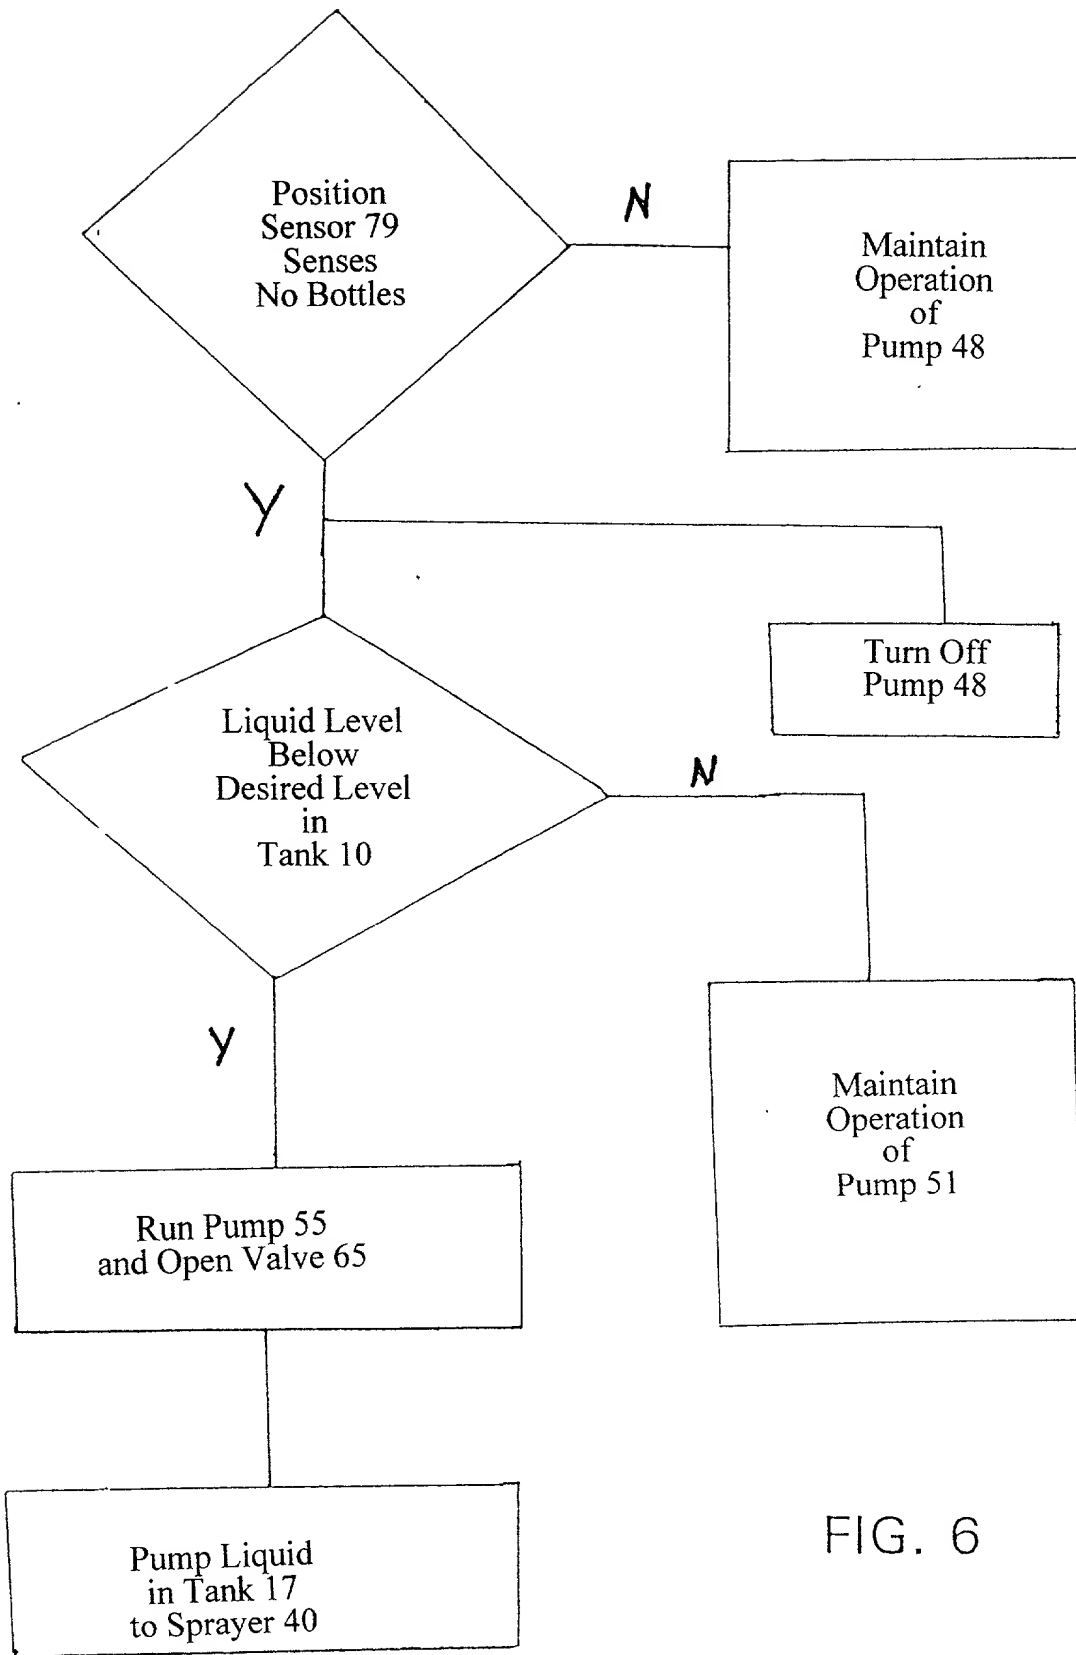 Position
Sensor 79
Senses
No Bottles
N
Maintain
Operation
of
Pump 48
Y
Turn Off
Pump 48
Liquid Level
Below
Desired Level
in
Tank 10
N
Y
Maintain
Operation
of
Pump 51
Run Pump 55
and Open Valve 65
Pump Liquid
in Tank 17
to Sprayer 40
FIG. 6